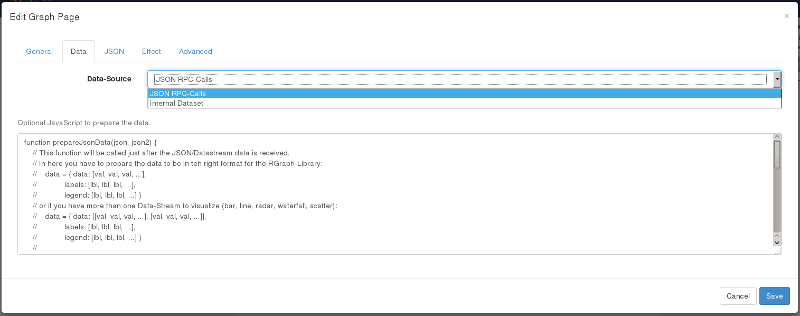 Edit Graph Page
×
General Data JSON Effect Advanced
Data-Source JSON RPC-Calls
JSON RPC-Calls
Internal Dataset
Optional JavaScript to prepare the data.
function prepareJsonData(json, json2) {
// This function will be called just after the JSON/Datastream data is received.
// In here you have to prepare the data to be in teh right format for the RGraph-Library:
// data = { data: [val, val, val, ...],
// labels: [lbl, lbl, lbl, ...],
// legend: [lbl, lbl, lbl, ...] }
// or if you have more than one Date-Stream to visualize (bar, line, radar, waterfall, scatter):
// data = { data: [[val, val, val, ...], [val, val, val, ...]],
// labels: [lbl, lbl, lbl, ...],
// legend: [lbl, lbl, lbl, ...] }
//
Cancel Save